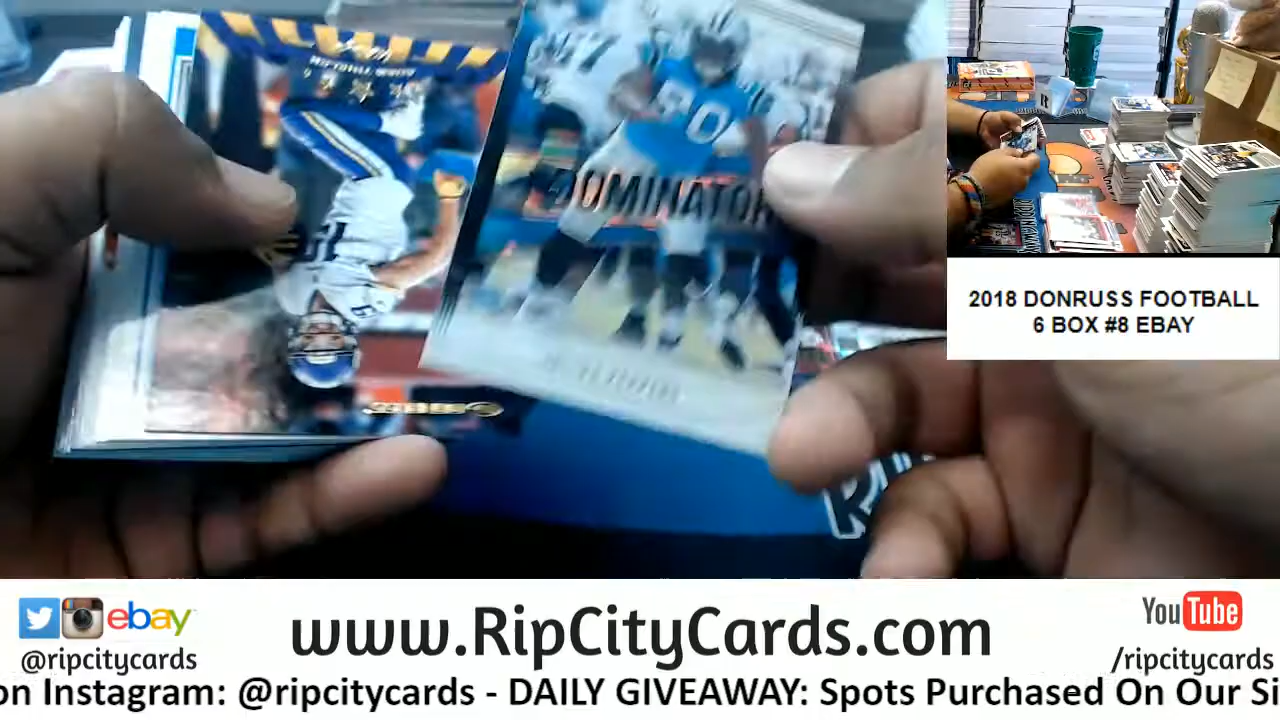 DOMINATOR
80
2018 DONRUSS FOOTBALL
6 BOX #8 EBAY
ebay
@ripcitycards
www.RipCityCards.com
YouTube
/ripcitycards
on Instagram: @ripcitycards - DAILY GIVEAWAY: Spots Purchased On Our Si